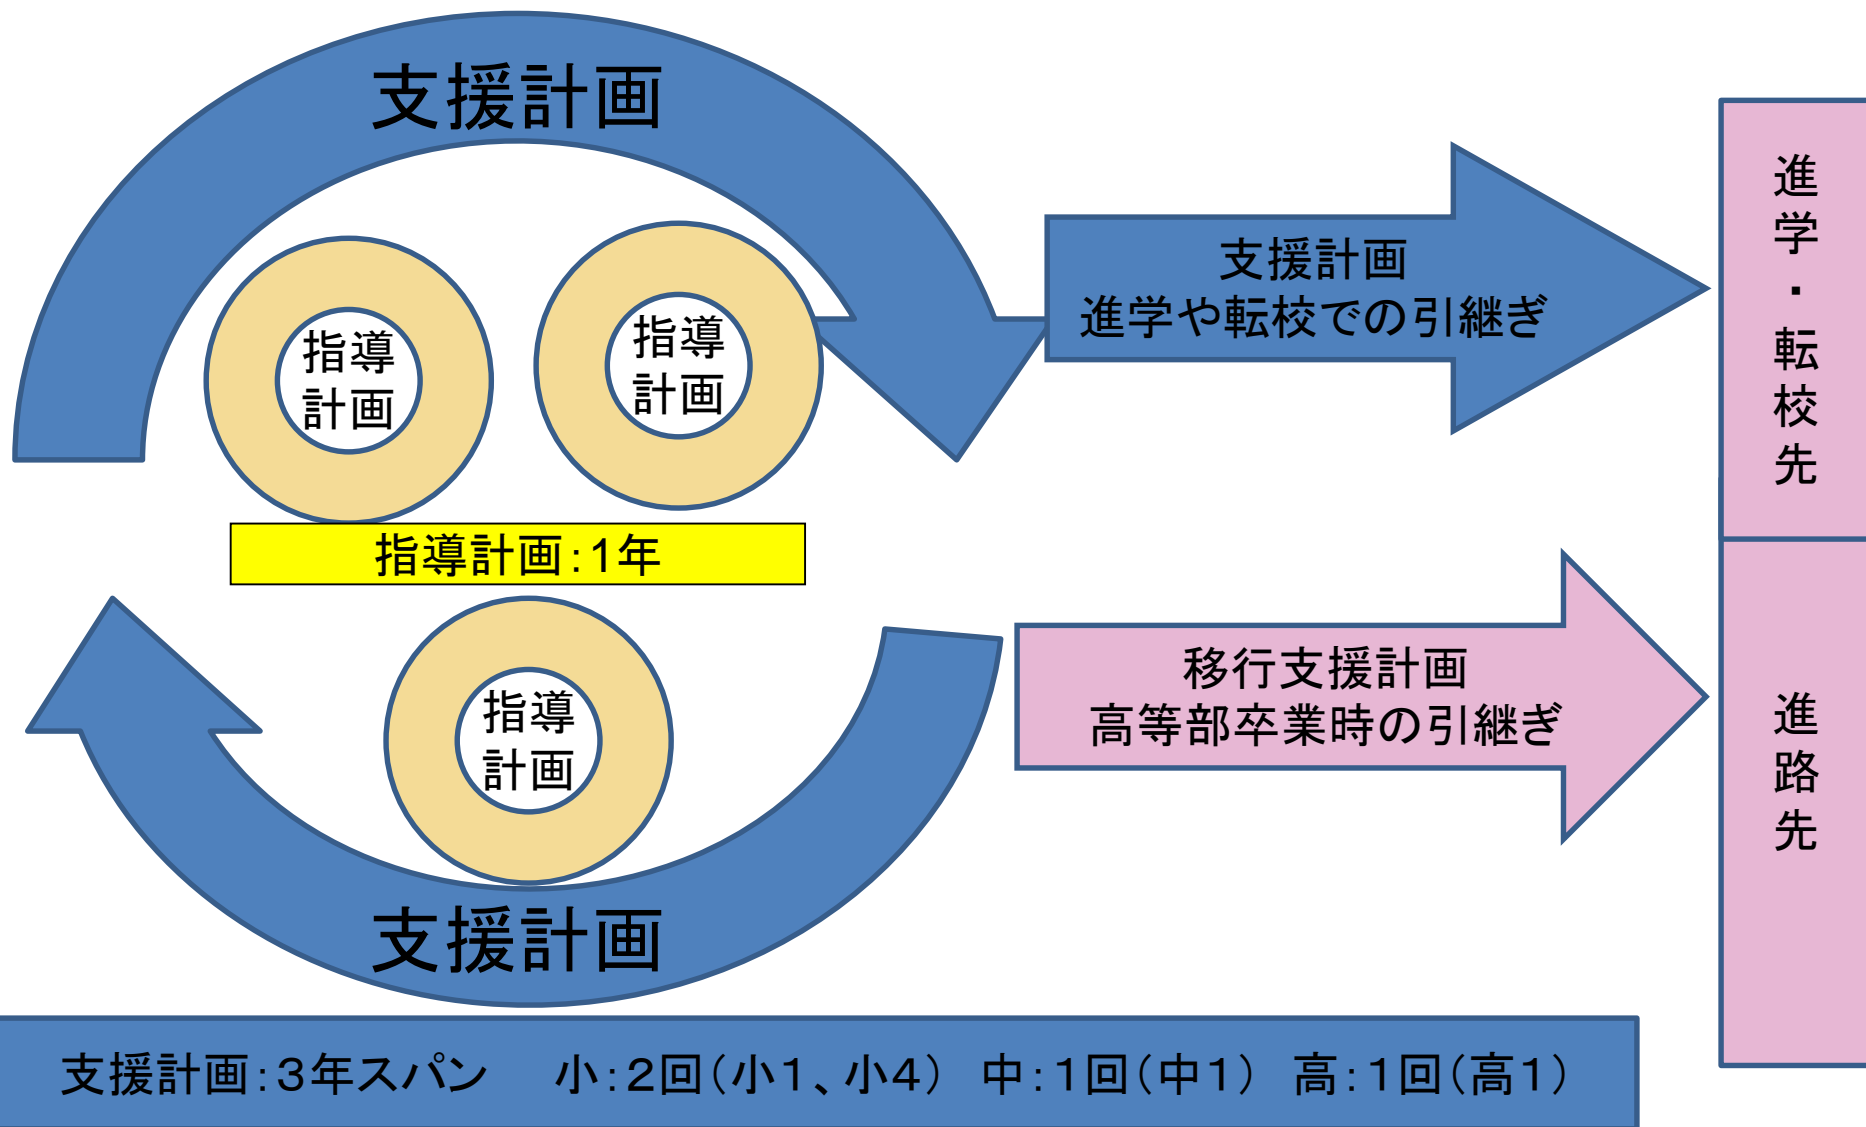 支援計画
指導
計画
指導
計画
指導計画：1年
指導
計画
支援計画
支援計画
進学や転校での引継ぎ
移行支援計画
高等部卒業時の引継ぎ
進学・転校先
進路先
支援計画：３年スパン　小：２回（小１、小４）　中：１回（中１）　高：１回（高１）